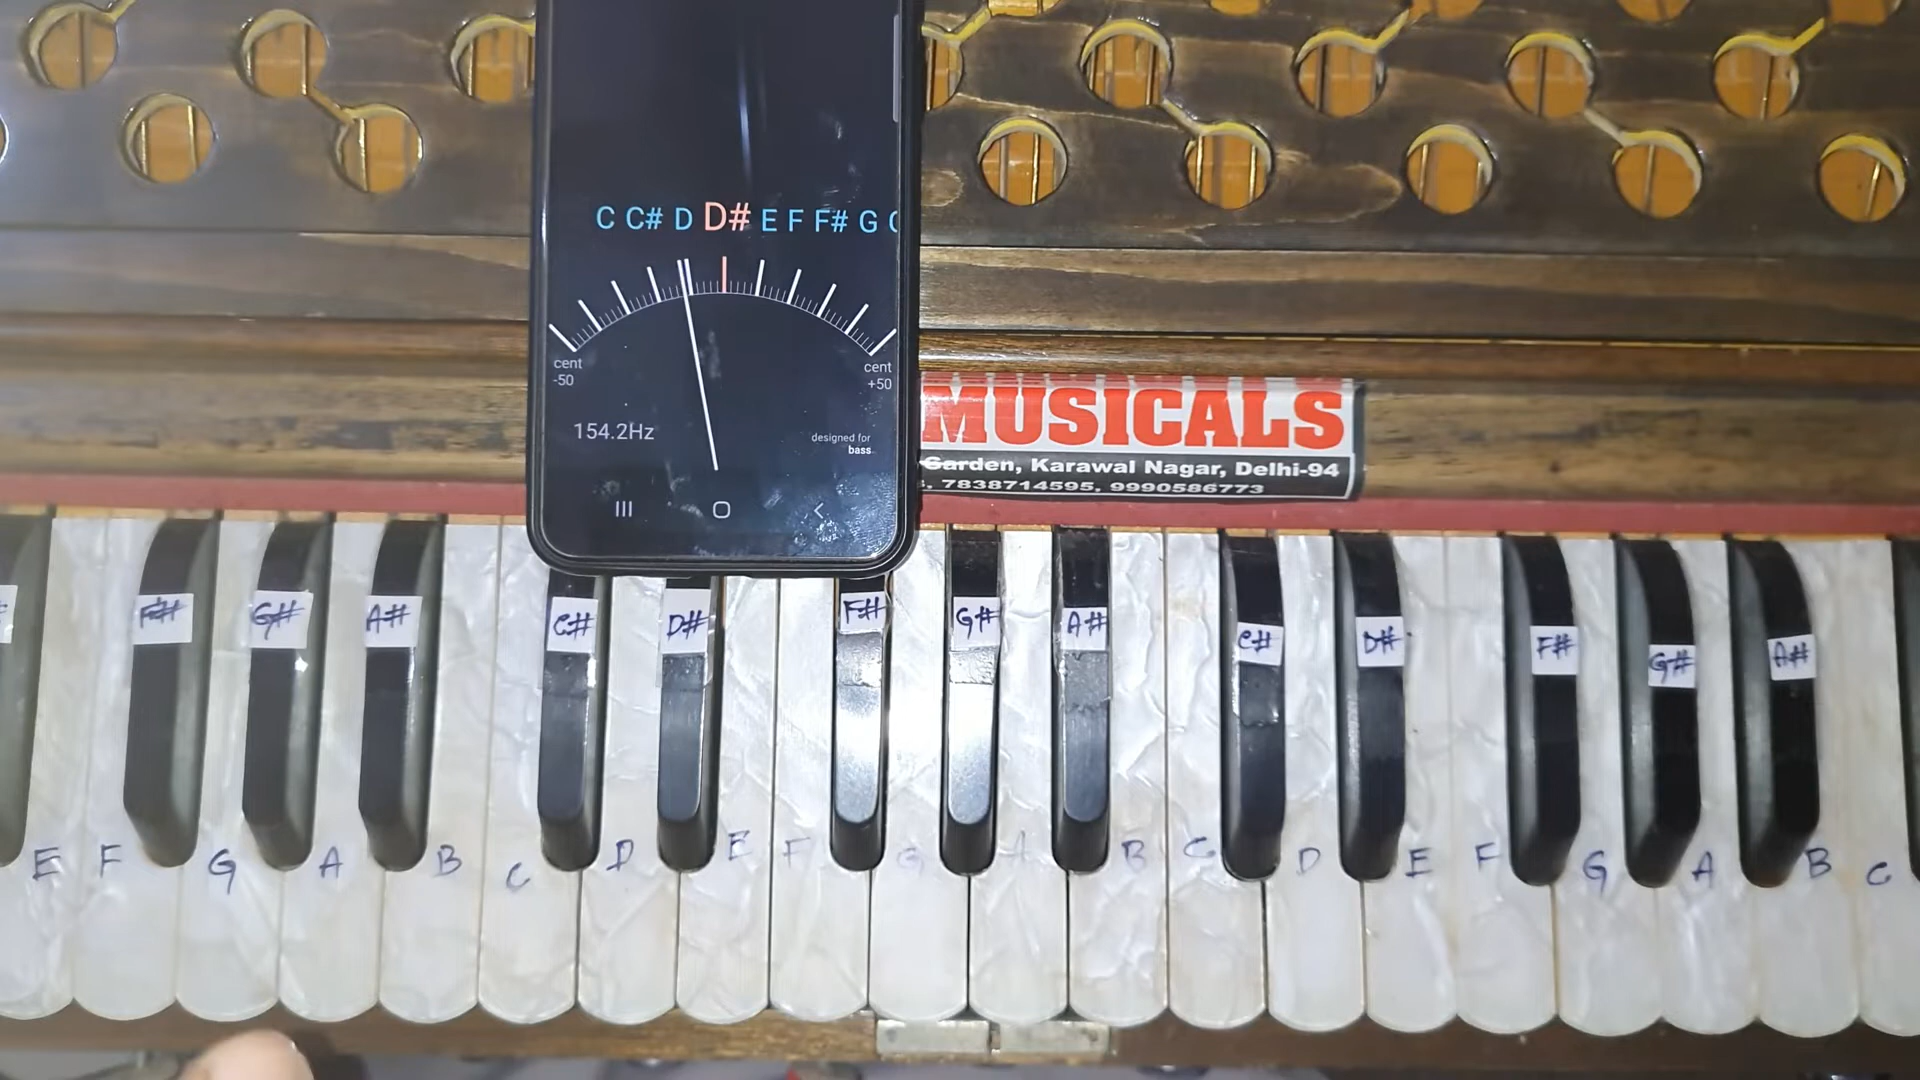 C C# D D# E F F# G
cent
-50
cent
+50
154.2Hz
designed for
bass
MUSICALS
Garden, Karawal Nagar, Delhi-94
, 7838714595, 9990586773
F# G# A# C# D# F# G# A# C# D# F# G# A#
E F G A B C D E F G A B C D E F G A B C